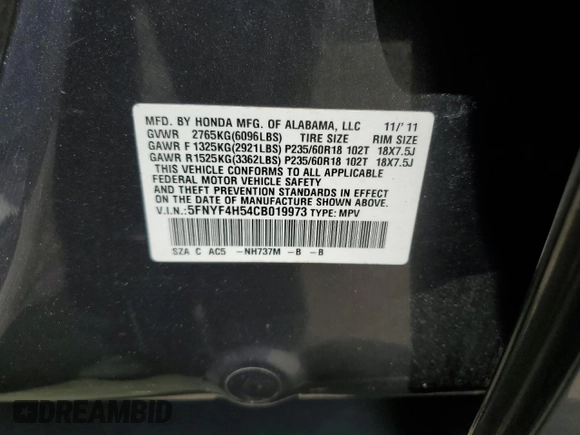 MFD. BY HONDA MFG. OF ALABAMA, LLC 11/'11
GVWR 2765KG(6096LBS) TIRE SIZE RIM SIZE
GAWR F 1325KG(2921LBS) P235/60R18 102T 18X7.5J
GAWR R 1525KG(3362LBS) P235/60R18 102T 18X7.5J
THIS VEHICLE CONFORMS TO ALL APPLICABLE
FEDERAL MOTOR VEHICLE SAFETY
AND THEFT PREVENTION STANDARDS IN EFFECT
ON THE DATE OF MANUFACTURE SHOWN ABOVE.
V.I.N.: 5FNYF4H54CB019973 TYPE: MPV
SZA C AC5 -NH737M -B -B
DREAMBID